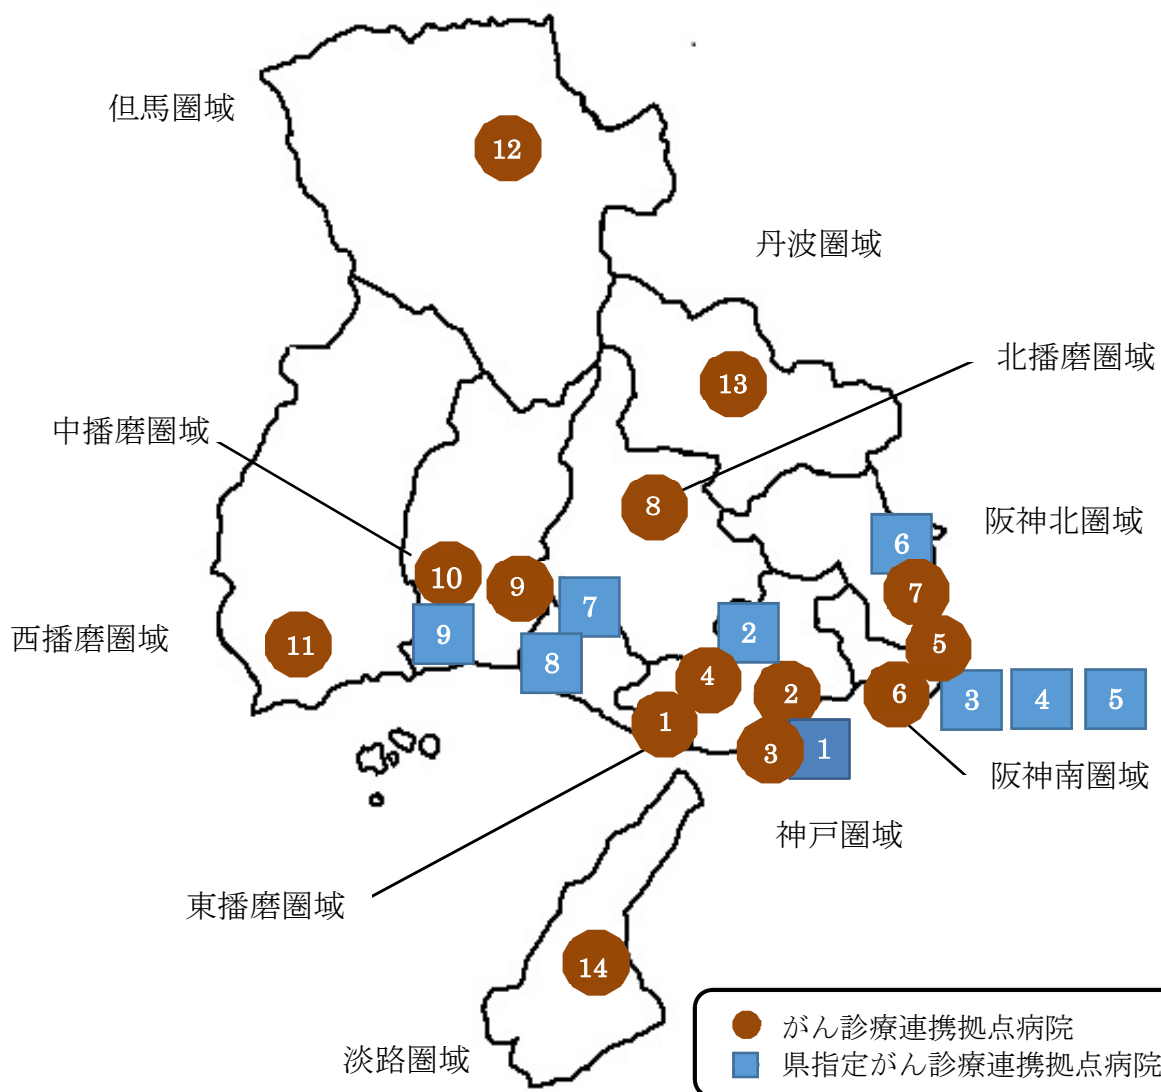 但馬圏域
12
丹波圏域
北播磨圏域
13
中播磨圏域
8
阪神北圏域
6
10
9
7
7
西播磨圏域
11
9
8
2
5
4
2
6
3
4
5
1
3
1
阪神南圏域
神戸圏域
東播磨圏域
14
淡路圏域
がん診療連携拠点病院
県指定がん診療連携拠点病院